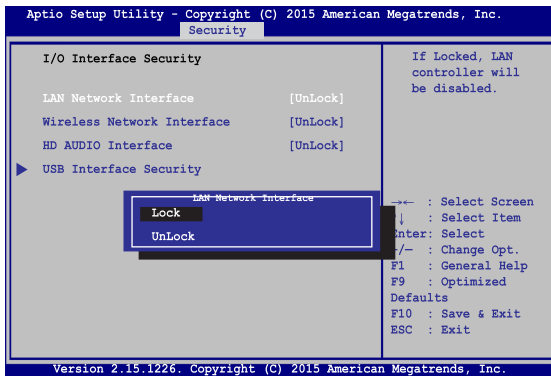 Aptio Setup Utility - Copyright (C) 2015 American Megatrends, Inc.
Security
I/O Interface Security
LAN Network Interface [UnLock]
Wireless Network Interface [UnLock]
HD AUDIO Interface [UnLock]
USB Interface Security
LAN Network Interface
Lock
UnLock
If Locked, LAN
controller will
be disabled.
→← : Select Screen
↓ : Select Item
Enter: Select
+/— : Change Opt.
F1 : General Help
F9 : Optimized
Defaults
F10 : Save & Exit
ESC : Exit
Version 2.15.1226. Copyright (C) 2015 American Megatrends, Inc.